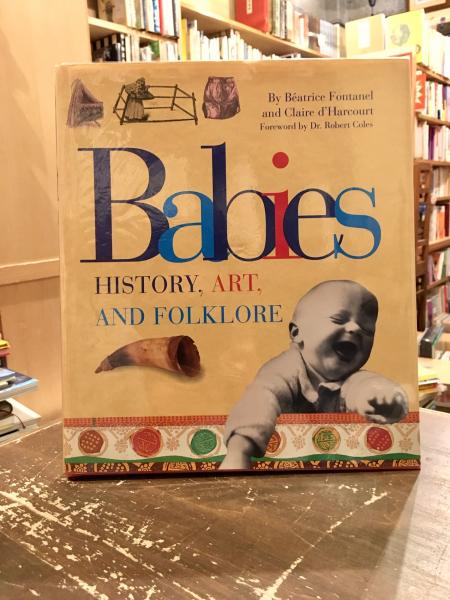 By Béatrice Fontanel
and Claire d'Harcourt
Foreword by Dr. Robert Coles
Babies
HISTORY, ART,
AND FOLKLORE